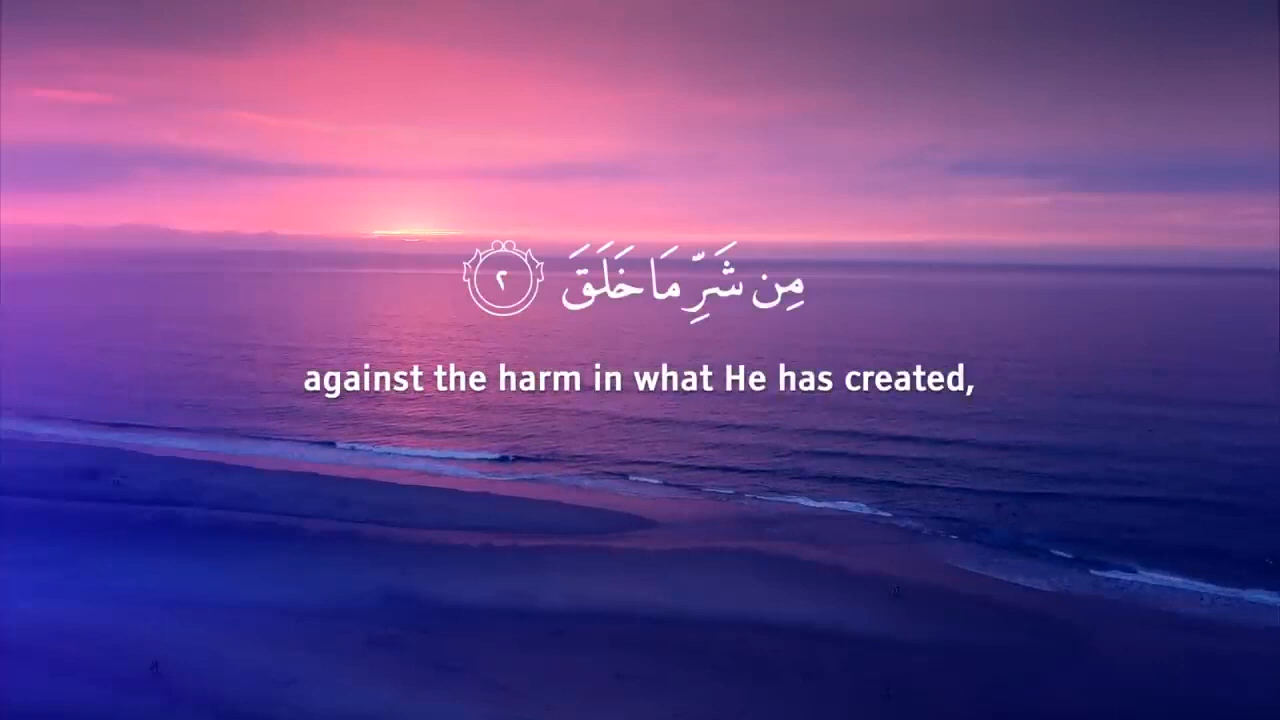 مِن شَرِّ مَا خَلَقَ ٢
against the harm in what He has created,